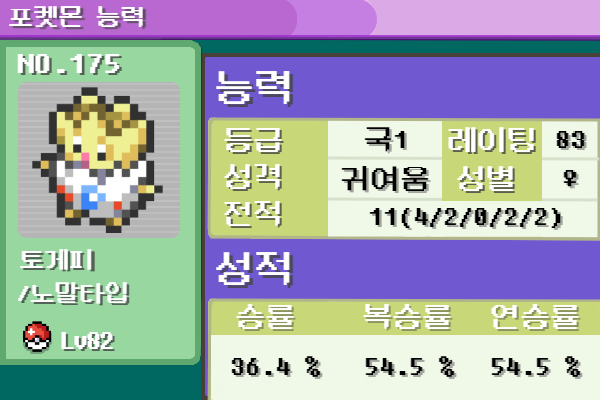 포켓몬 능력
NO.175
토게피
/노말타입
Lv02
능력
등급 국1 레이팅 83
성격 귀여움 성별 ♀
전적 11(4/2/0/2/2)
성적
승률 복승률 연승률
36.4 % 54.5 % 54.5 %